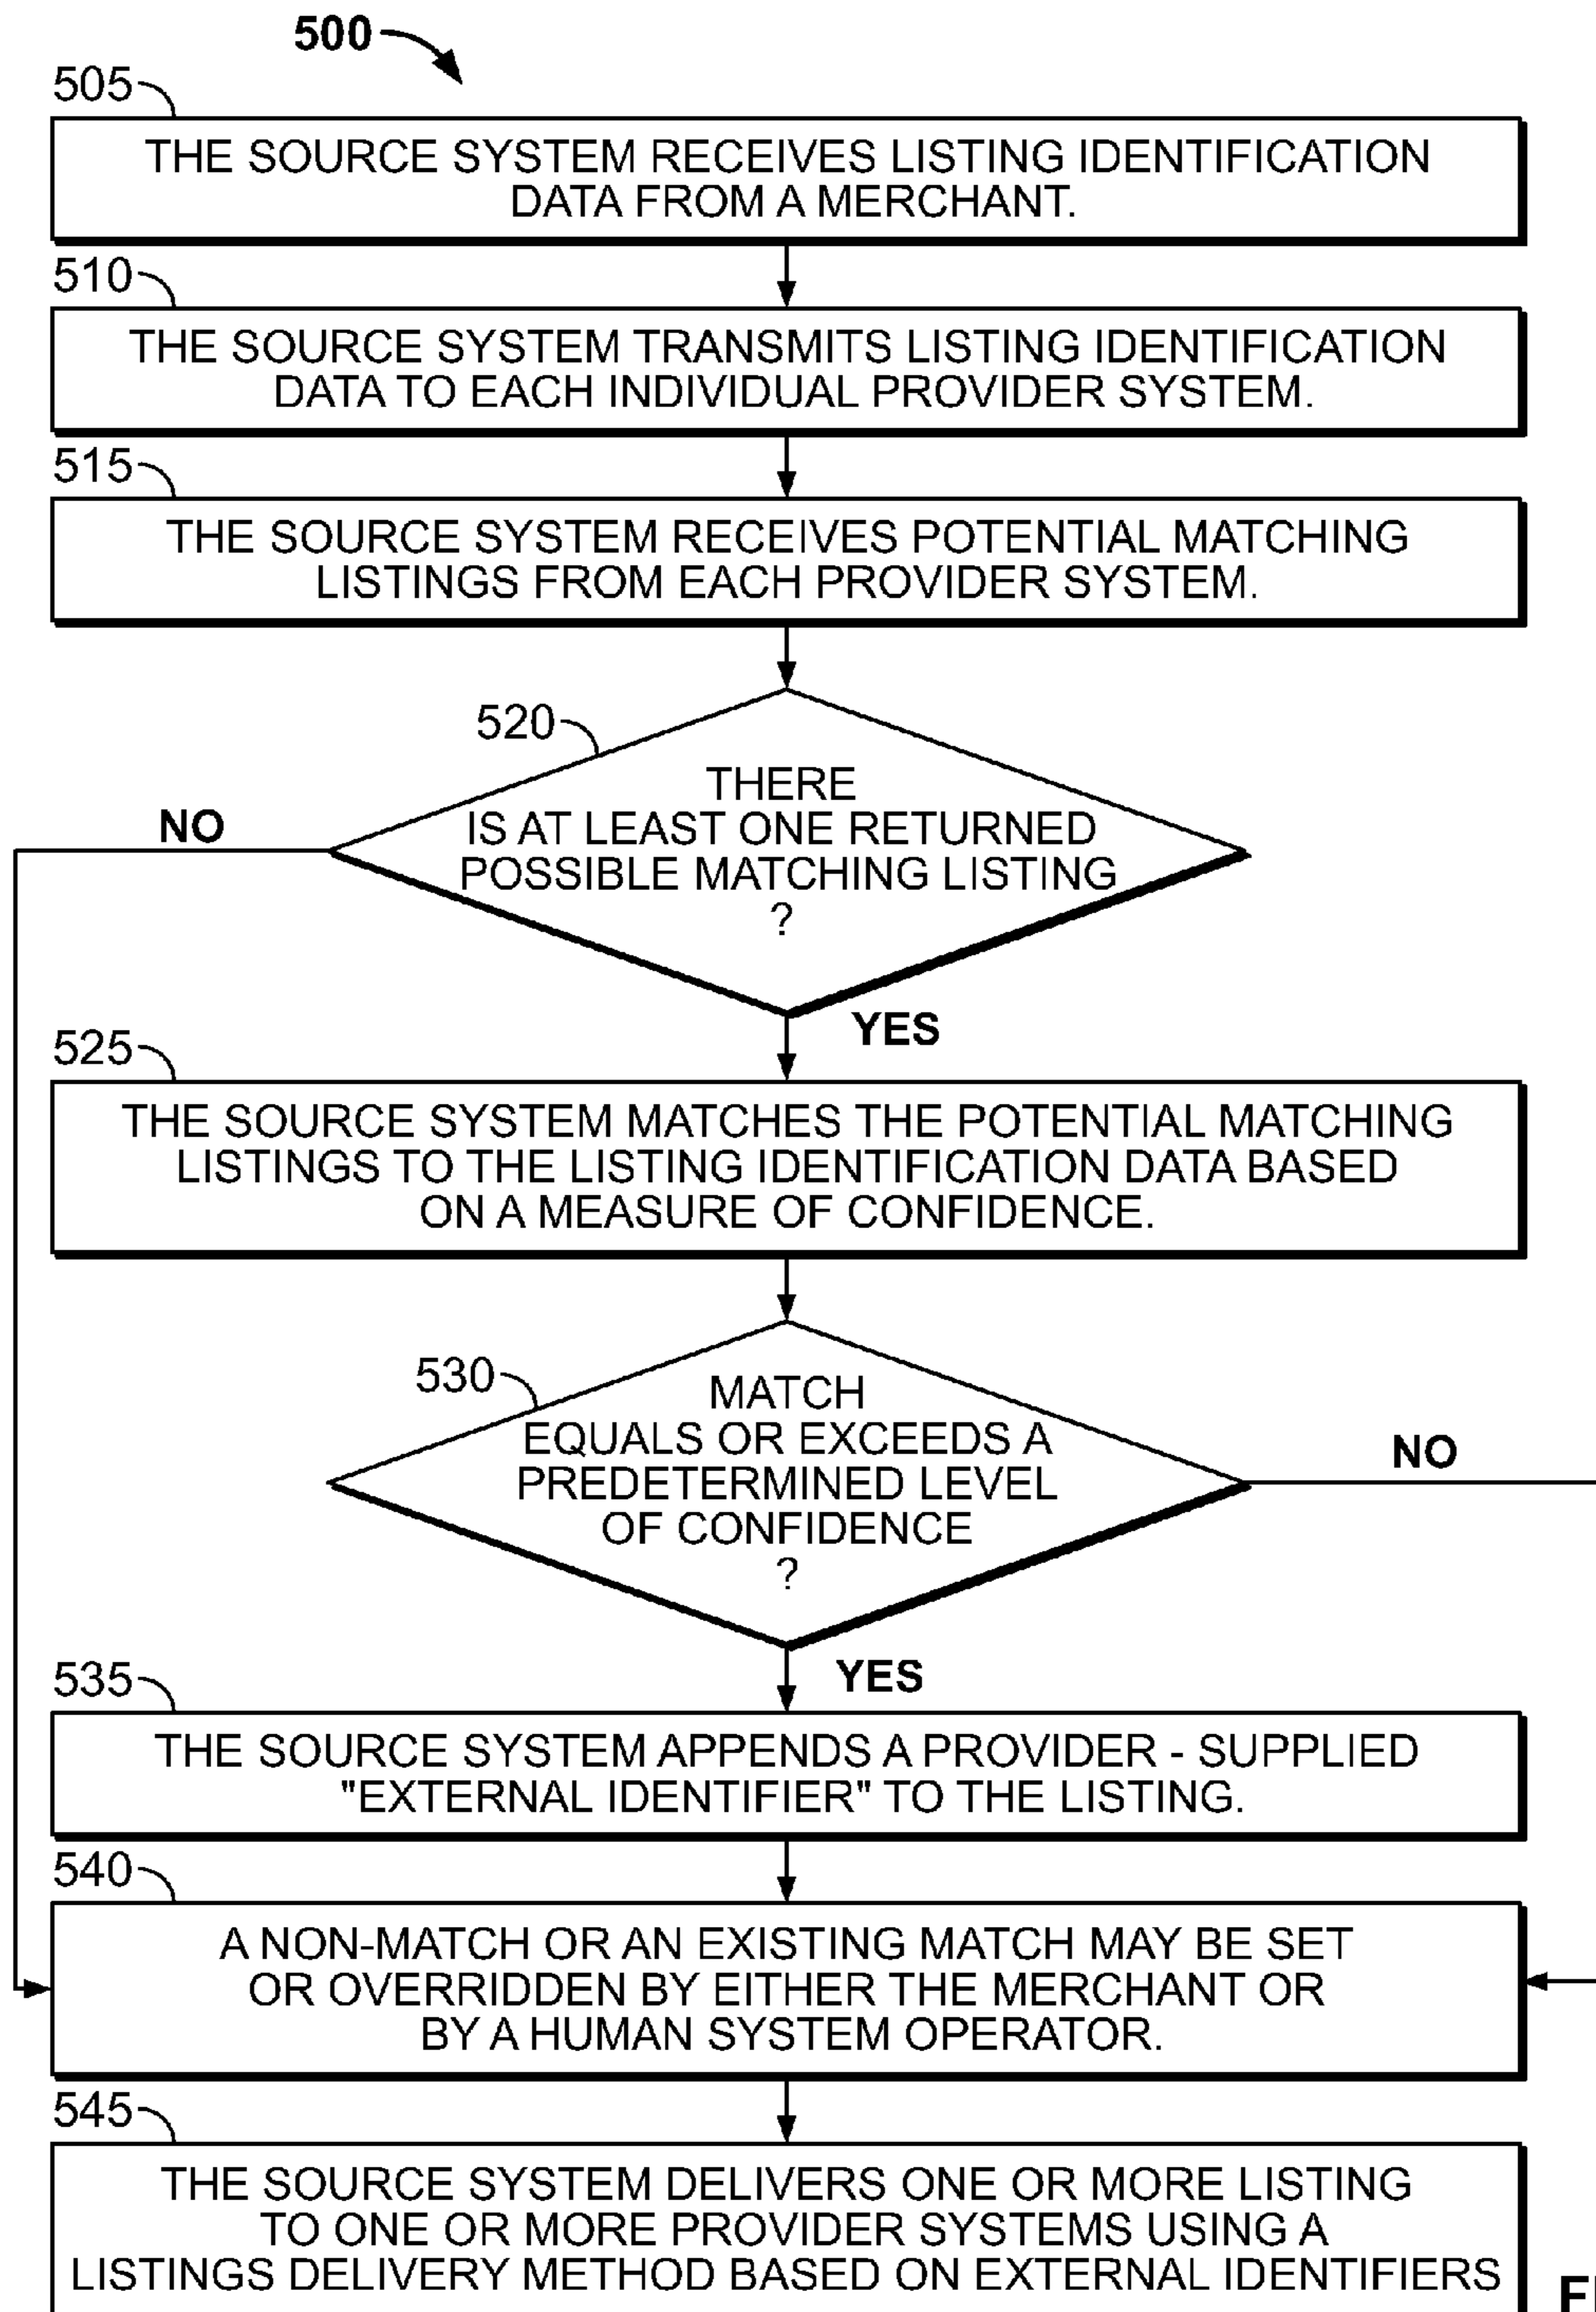 500
505
THE SOURCE SYSTEM RECEIVES LISTING IDENTIFICATION
DATA FROM A MERCHANT.
510
THE SOURCE SYSTEM TRANSMITS LISTING IDENTIFICATION
DATA TO EACH INDIVIDUAL PROVIDER SYSTEM.
515
THE SOURCE SYSTEM RECEIVES POTENTIAL MATCHING
LISTINGS FROM EACH PROVIDER SYSTEM.
520
THERE
IS AT LEAST ONE RETURNED
POSSIBLE MATCHING LISTING
?
NO
YES
525
THE SOURCE SYSTEM MATCHES THE POTENTIAL MATCHING
LISTINGS TO THE LISTING IDENTIFICATION DATA BASED
ON A MEASURE OF CONFIDENCE.
530
MATCH
EQUALS OR EXCEEDS A
PREDETERMINED LEVEL
OF CONFIDENCE
?
NO
YES
535
THE SOURCE SYSTEM APPENDS A PROVIDER - SUPPLIED
"EXTERNAL IDENTIFIER" TO THE LISTING.
540
A NON-MATCH OR AN EXISTING MATCH MAY BE SET
OR OVERRIDDEN BY EITHER THE MERCHANT OR
BY A HUMAN SYSTEM OPERATOR.
545
THE SOURCE SYSTEM DELIVERS ONE OR MORE LISTING
TO ONE OR MORE PROVIDER SYSTEMS USING A
LISTINGS DELIVERY METHOD BASED ON EXTERNAL IDENTIFIERS